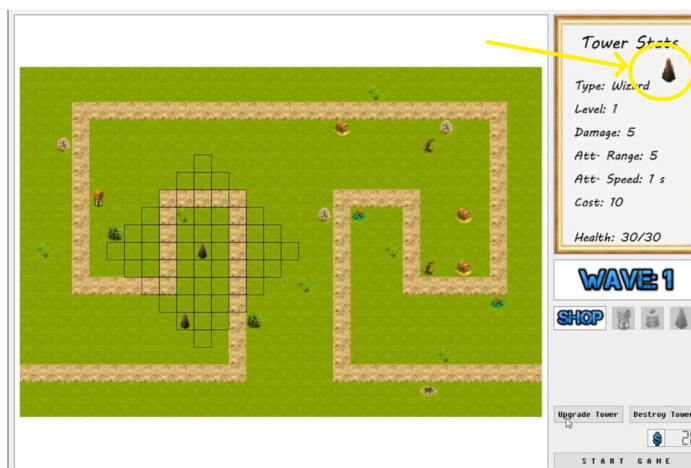 Tower Stats
Type: Wizard
Level: 1
Damage: 5
Att. Range: 5
Att. Speed: 1 s
Cost: 10
Health: 30/30
WAVE: 1
SHOP
Upgrade Tower
Destroy Tower
$
START GAME